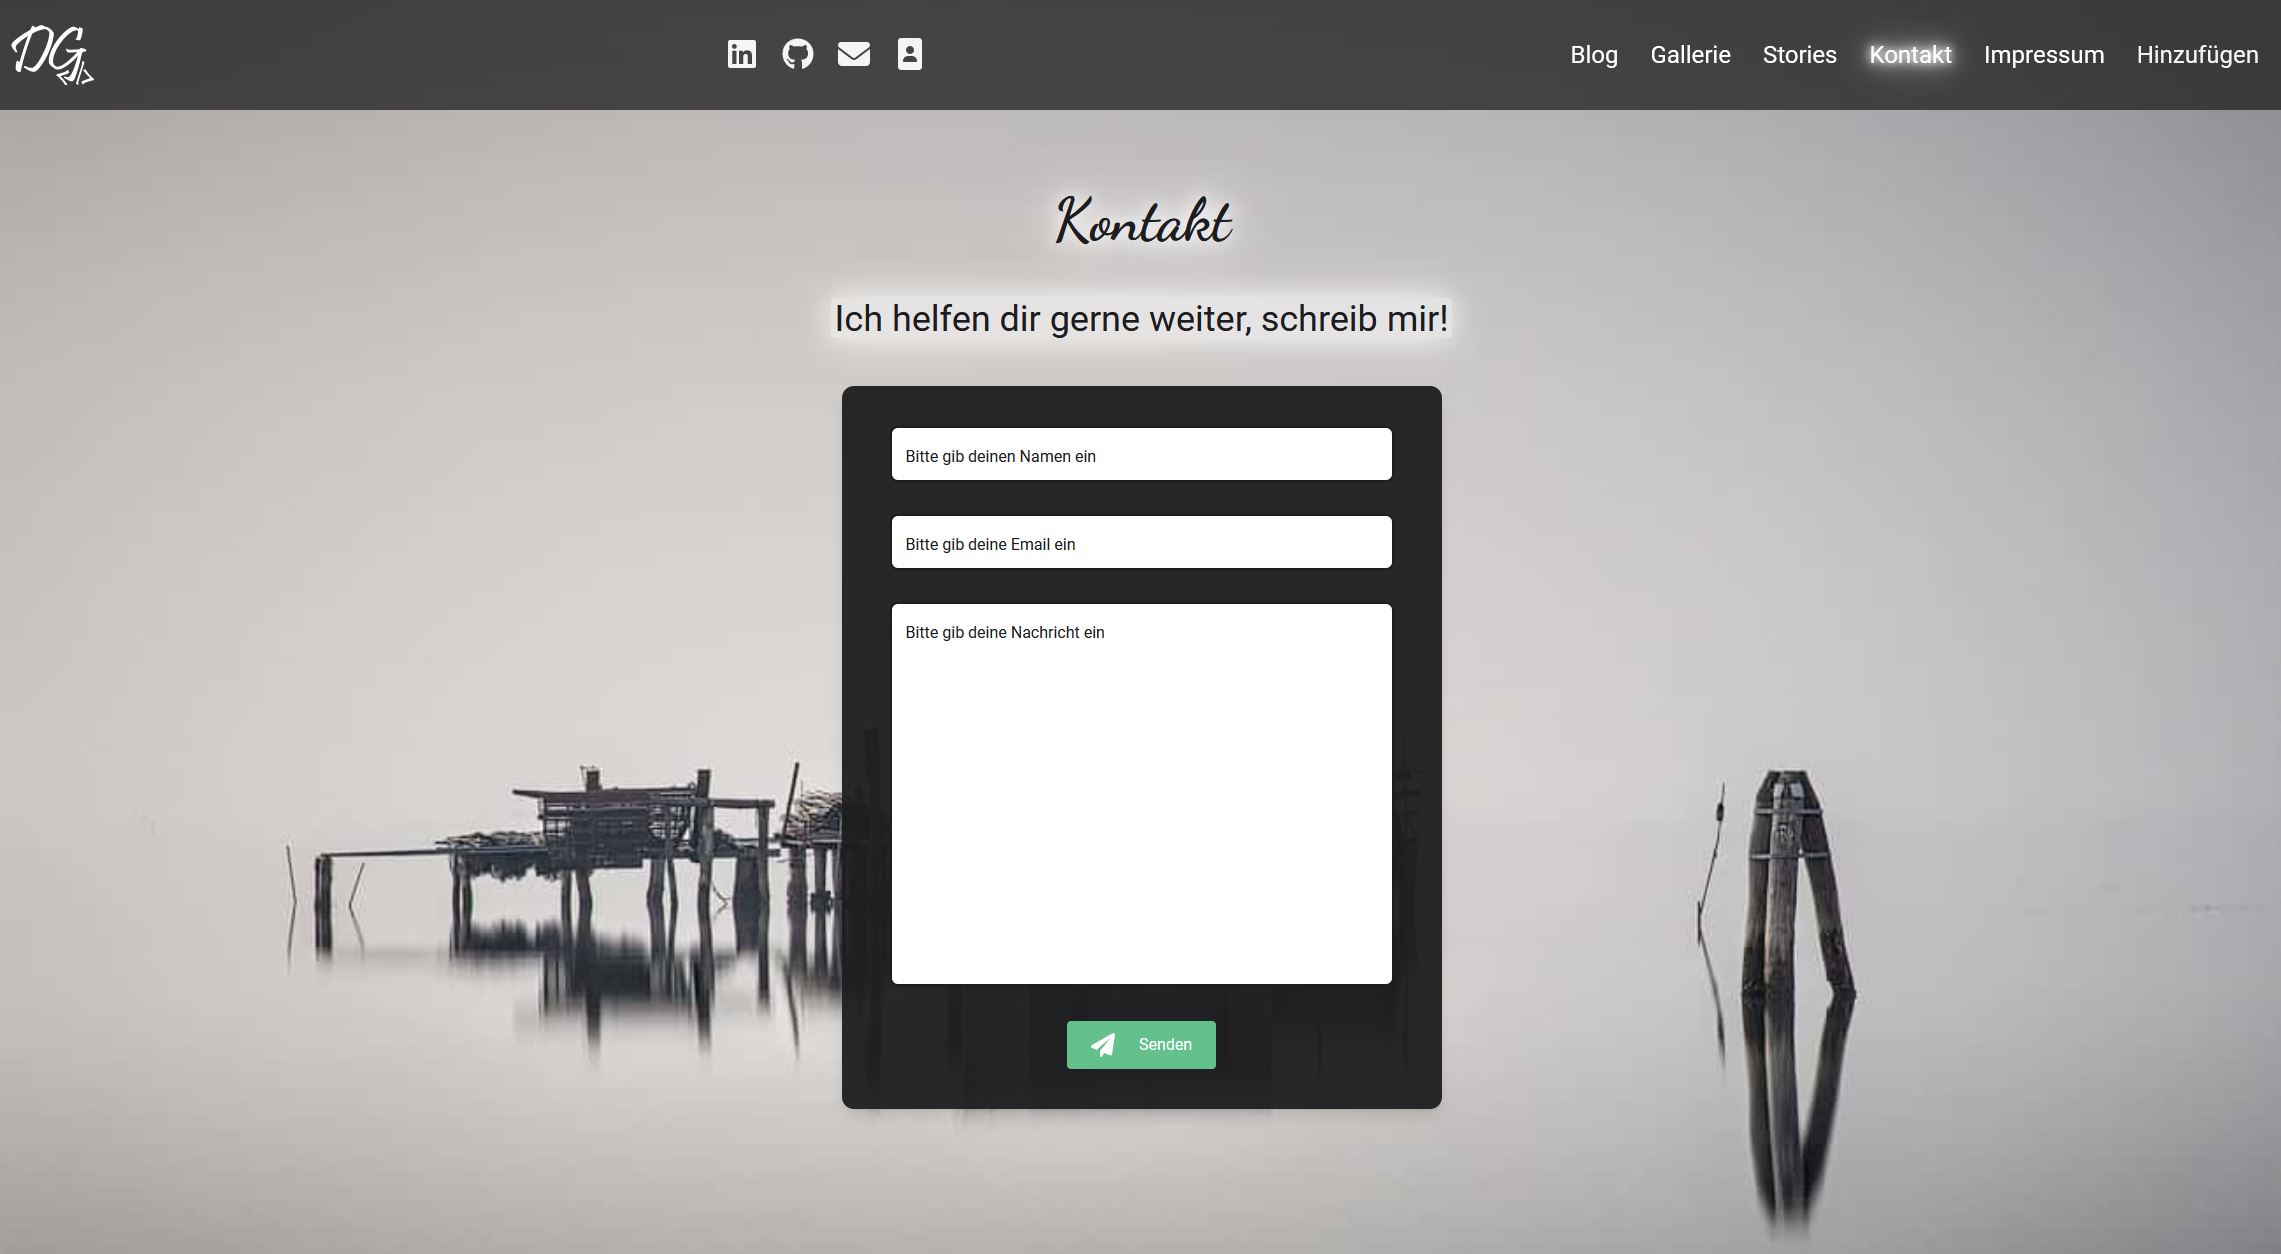 DG
Blog Gallerie Stories Kontakt Impressum Hinzufügen
Kontakt
Ich helfen dir gerne weiter, schreib mir!
Bitte gib deinen Namen ein
Bitte gib deine Email ein
Bitte gib deine Nachricht ein
Senden